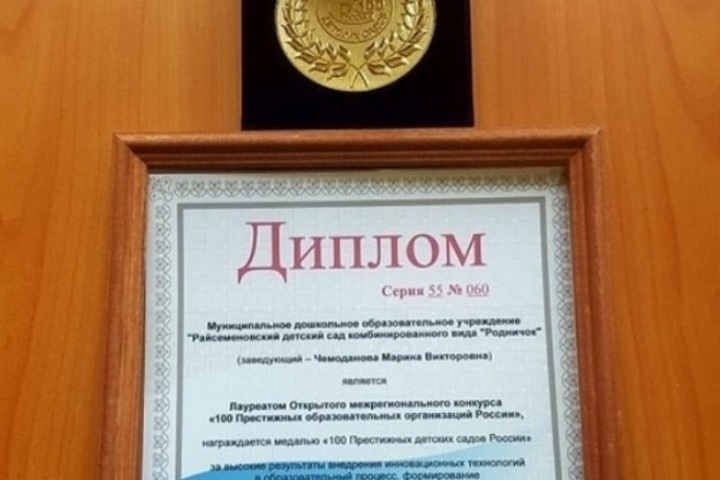 Диплом
Серия 55 № 060
Муниципальное дошкольное образовательное учреждение
"Райсеменовский детский сад комбинированного вида "Родничок"
(заведующий – Чемоданова Марина Викторовна)
является
Лауреатом Открытого межрегионального конкурса
«100 Престижных образовательных организаций России»,
награждается медалью «100 Престижных детских садов России»
за высокие результаты внедрения инновационных технологий
в образовательный процесс, формирование